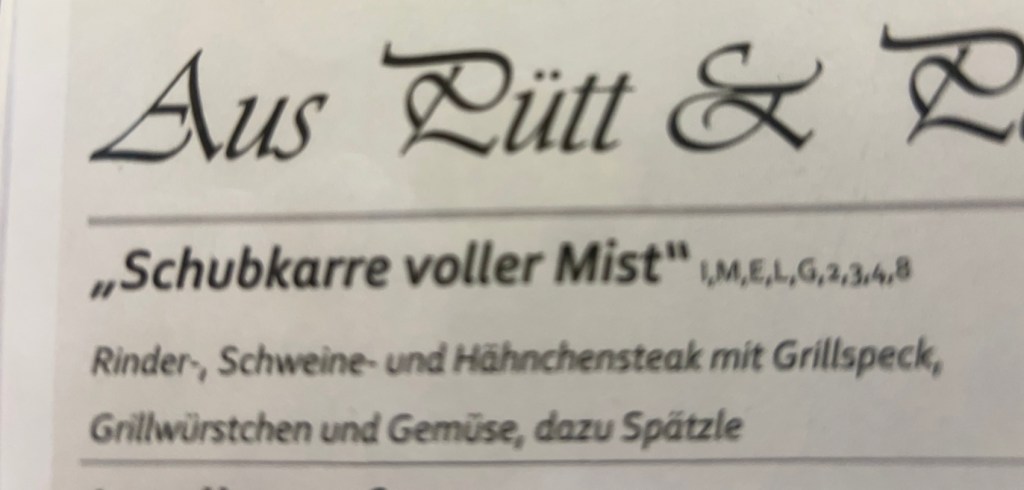 Aus Pütt &
„Schubkarre voller Mist" I,M,E,L,G,2,3,4,8
Rinder-, Schweine- und Hähnchensteak mit Grillspeck,
Grillwürstchen und Gemüse, dazu Spätzle